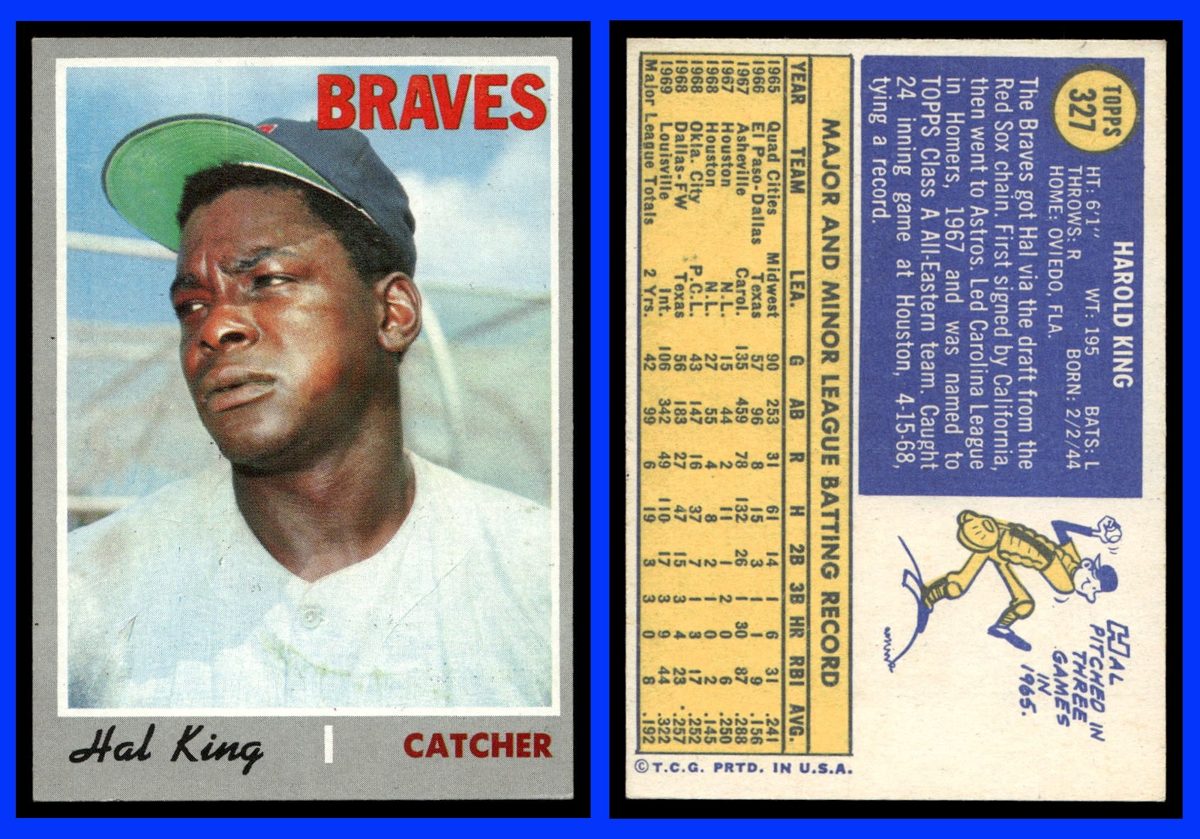 BRAVES
Hal King | CATCHER
TOPPS
327
HAROLD KING
HT: 6'1" WT: 195 BATS: L
THROWS: R BORN: 2/2/44
HOME: OVIEDO, FLA.
The Braves got Hal via the draft from the
Red Sox chain. First signed by California,
then went to Astros. Led Carolina League
in Homers, 1967 and was named to
TOPPS Class A All-Eastern team. Caught
24 inning game at Houston, 4-15-68,
tying a record.
HAL
PITCHED IN
THREE
GAMES
IN
1965.
MAJOR AND MINOR LEAGUE BATTING RECORD
YEAR TEAM LEA. G AB R H 2B 3B HR RBI AVG.
1965 Quad Cities Midwest 90 253 31 61 14 1 6 31 .241
1966 El Paso-Dallas Texas 57 96 8 15 3 1 1 9 .156
1967 Asheville Carol. 135 459 78 132 26 1 30 87 .288
1967 Houston N.L. 15 44 2 11 1 2 0 6 .250
1968 Houston N.L. 27 55 4 8 2 1 0 2 .145
1968 Okla. City P.C.L. 43 147 16 37 7 1 2 17 .252
1968 Dallas-FW Texas 56 183 27 47 15 3 4 23 .257
1969 Louisville Int. 106 342 49 110 17 3 9 44 .322
Major League Totals 2 Yrs. 42 99 6 19 3 3 0 8 .192
© T.C.G. PRTD. IN U.S.A.